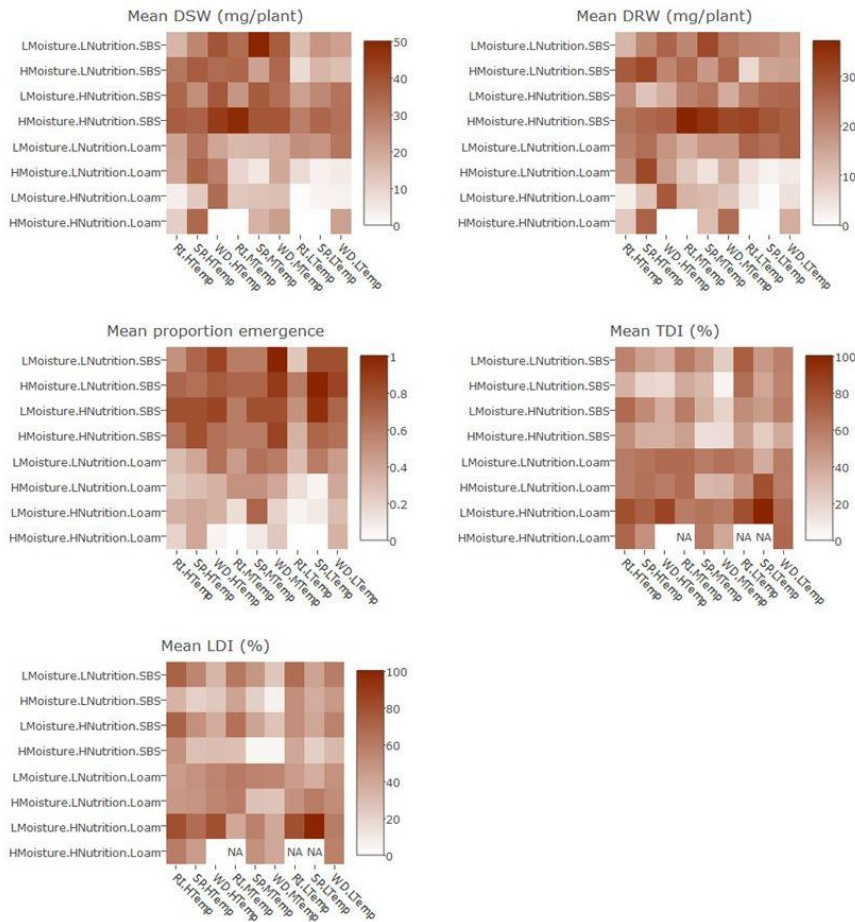 Mean DSW (mg/plant)
LMoisture.LNutrition.SBS
HMoisture.LNutrition.SBS
LMoisture.HNutrition.SBS
HMoisture.HNutrition.SBS
LMoisture.LNutrition.Loam
HMoisture.LNutrition.Loam
LMoisture.HNutrition.Loam
HMoisture.HNutrition.Loam
RI.HTemp
SP.HTemp
WD.HTemp
RI.MTemp
SP.MTemp
WD.MTemp
RI.LTemp
SP.LTemp
WD.LTemp
50
40
30
20
10
0
Mean DRW (mg/plant)
LMoisture.LNutrition.SBS
HMoisture.LNutrition.SBS
LMoisture.HNutrition.SBS
HMoisture.HNutrition.SBS
LMoisture.LNutrition.Loam
HMoisture.LNutrition.Loam
LMoisture.HNutrition.Loam
HMoisture.HNutrition.Loam
RI.HTemp
SP.HTemp
WD.HTemp
RI.MTemp
SP.MTemp
WD.MTemp
RI.LTemp
SP.LTemp
WD.LTemp
30
20
10
0
Mean proportion emergence
LMoisture.LNutrition.SBS
HMoisture.LNutrition.SBS
LMoisture.HNutrition.SBS
HMoisture.HNutrition.SBS
LMoisture.LNutrition.Loam
HMoisture.LNutrition.Loam
LMoisture.HNutrition.Loam
HMoisture.HNutrition.Loam
RI.HTemp
SP.HTemp
WD.HTemp
RI.MTemp
SP.MTemp
WD.MTemp
RI.LTemp
SP.LTemp
WD.LTemp
1
0.8
0.6
0.4
0.2
0
Mean TDI (%)
LMoisture.LNutrition.SBS
HMoisture.LNutrition.SBS
LMoisture.HNutrition.SBS
HMoisture.HNutrition.SBS
LMoisture.LNutrition.Loam
HMoisture.LNutrition.Loam
LMoisture.HNutrition.Loam
HMoisture.HNutrition.Loam
NA NA NA
RI.HTemp
SP.HTemp
WD.HTemp
RI.MTemp
SP.MTemp
WD.MTemp
RI.LTemp
SP.LTemp
WD.LTemp
100
80
60
40
20
0
Mean LDI (%)
LMoisture.LNutrition.SBS
HMoisture.LNutrition.SBS
LMoisture.HNutrition.SBS
HMoisture.HNutrition.SBS
LMoisture.LNutrition.Loam
HMoisture.LNutrition.Loam
LMoisture.HNutrition.Loam
HMoisture.HNutrition.Loam
NA NA NA
RI.HTemp
SP.HTemp
WD.HTemp
RI.MTemp
SP.MTemp
WD.MTemp
RI.LTemp
SP.LTemp
WD.LTemp
100
80
60
40
20
0